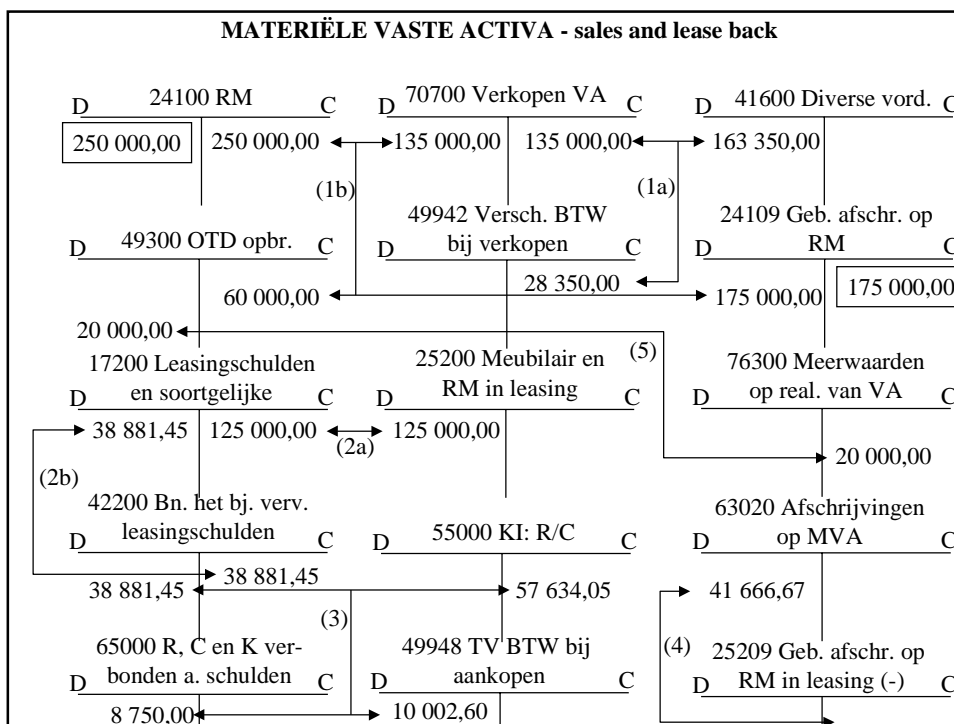 MATERIËLE VASTE ACTIVA - sales and lease back
D 24100 RM C
D 70700 Verkopen VA C
D 41600 Diverse vord. C
250 000,00 250 000,00 135 000,00 135 000,00 163 350,00
(1b) (1a)
D 49300 OTD opbr. C
49942 Versch. BTW
bij verkopen
D 24109 Geb. afschr. op C
RM
60 000,00 28 350,00 175 000,00 175 000,00
20 000,00 (5)
17200 Leasingschulden
D en soortgelijke C
25200 Meubilair en
D RM in leasing C
76300 Meerwaarden
D op real. van VA C
38 881,45 125 000,00 (2a) 125 000,00
20 000,00
(2b)
42200 Bn. het bj. verv.
D leasingschulden C
D 55000 KI: R/C C
63020 Afschrijvingen
D op MVA C
38 881,45 38 881,45 57 634,05 41 666,67
(3) (4)
65000 R, C en K ver-
D bonden a. schulden C
49948 TV BTW bij
D aankopen C
25209 Geb. afschr. op
D RM in leasing (-) C
8 750,00 10 002,60